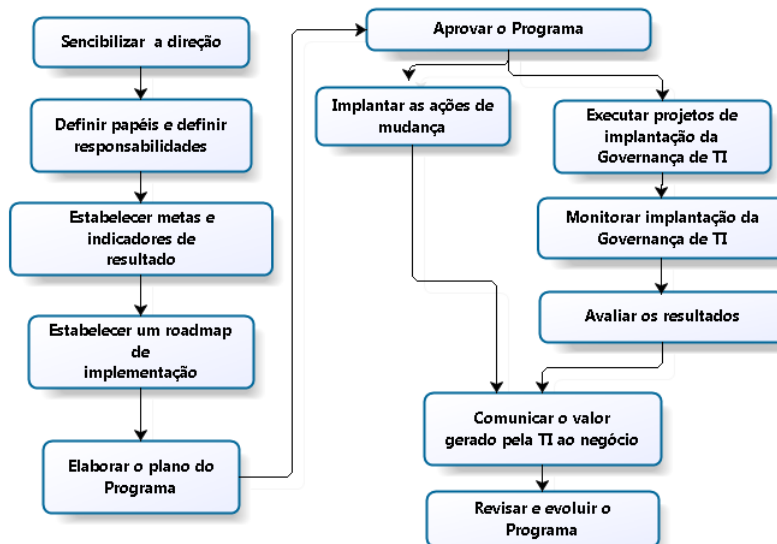 Sencibilizar a direção
Definir papéis e definir
responsabilidades
Estabelecer metas e
indicadores de
resultado
Estabelecer um roadmap
de
implementação
Elaborar o plano do
Programa
Aprovar o Programa
Implantar as ações de
mudança
Executar projetos de
implantação da
Governança de TI
Monitorar implantação da
Governança de TI
Avaliar os resultados
Comunicar o valor
gerado pela TI ao negócio
Revisar e evoluir o
Programa